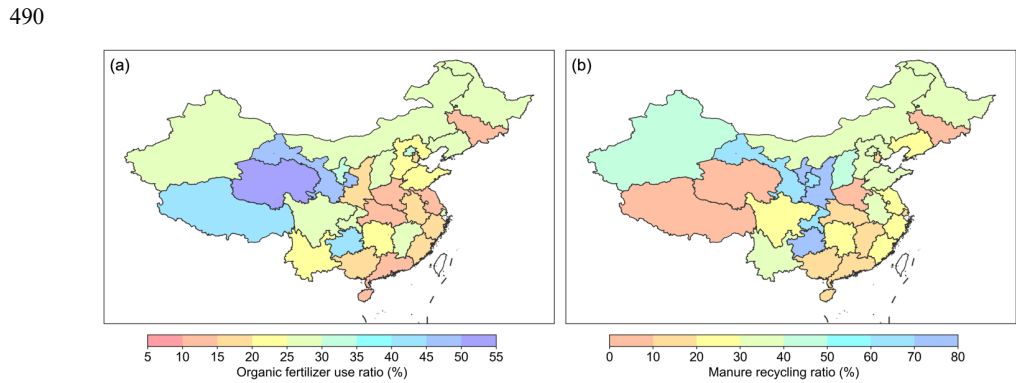 490
(a)
(b)
5 10 15 20 25 30 35 40 45 50 55
Organic fertilizer use ratio (%)
0 10 20 30 40 50 60 70 80
Manure recycling ratio (%)